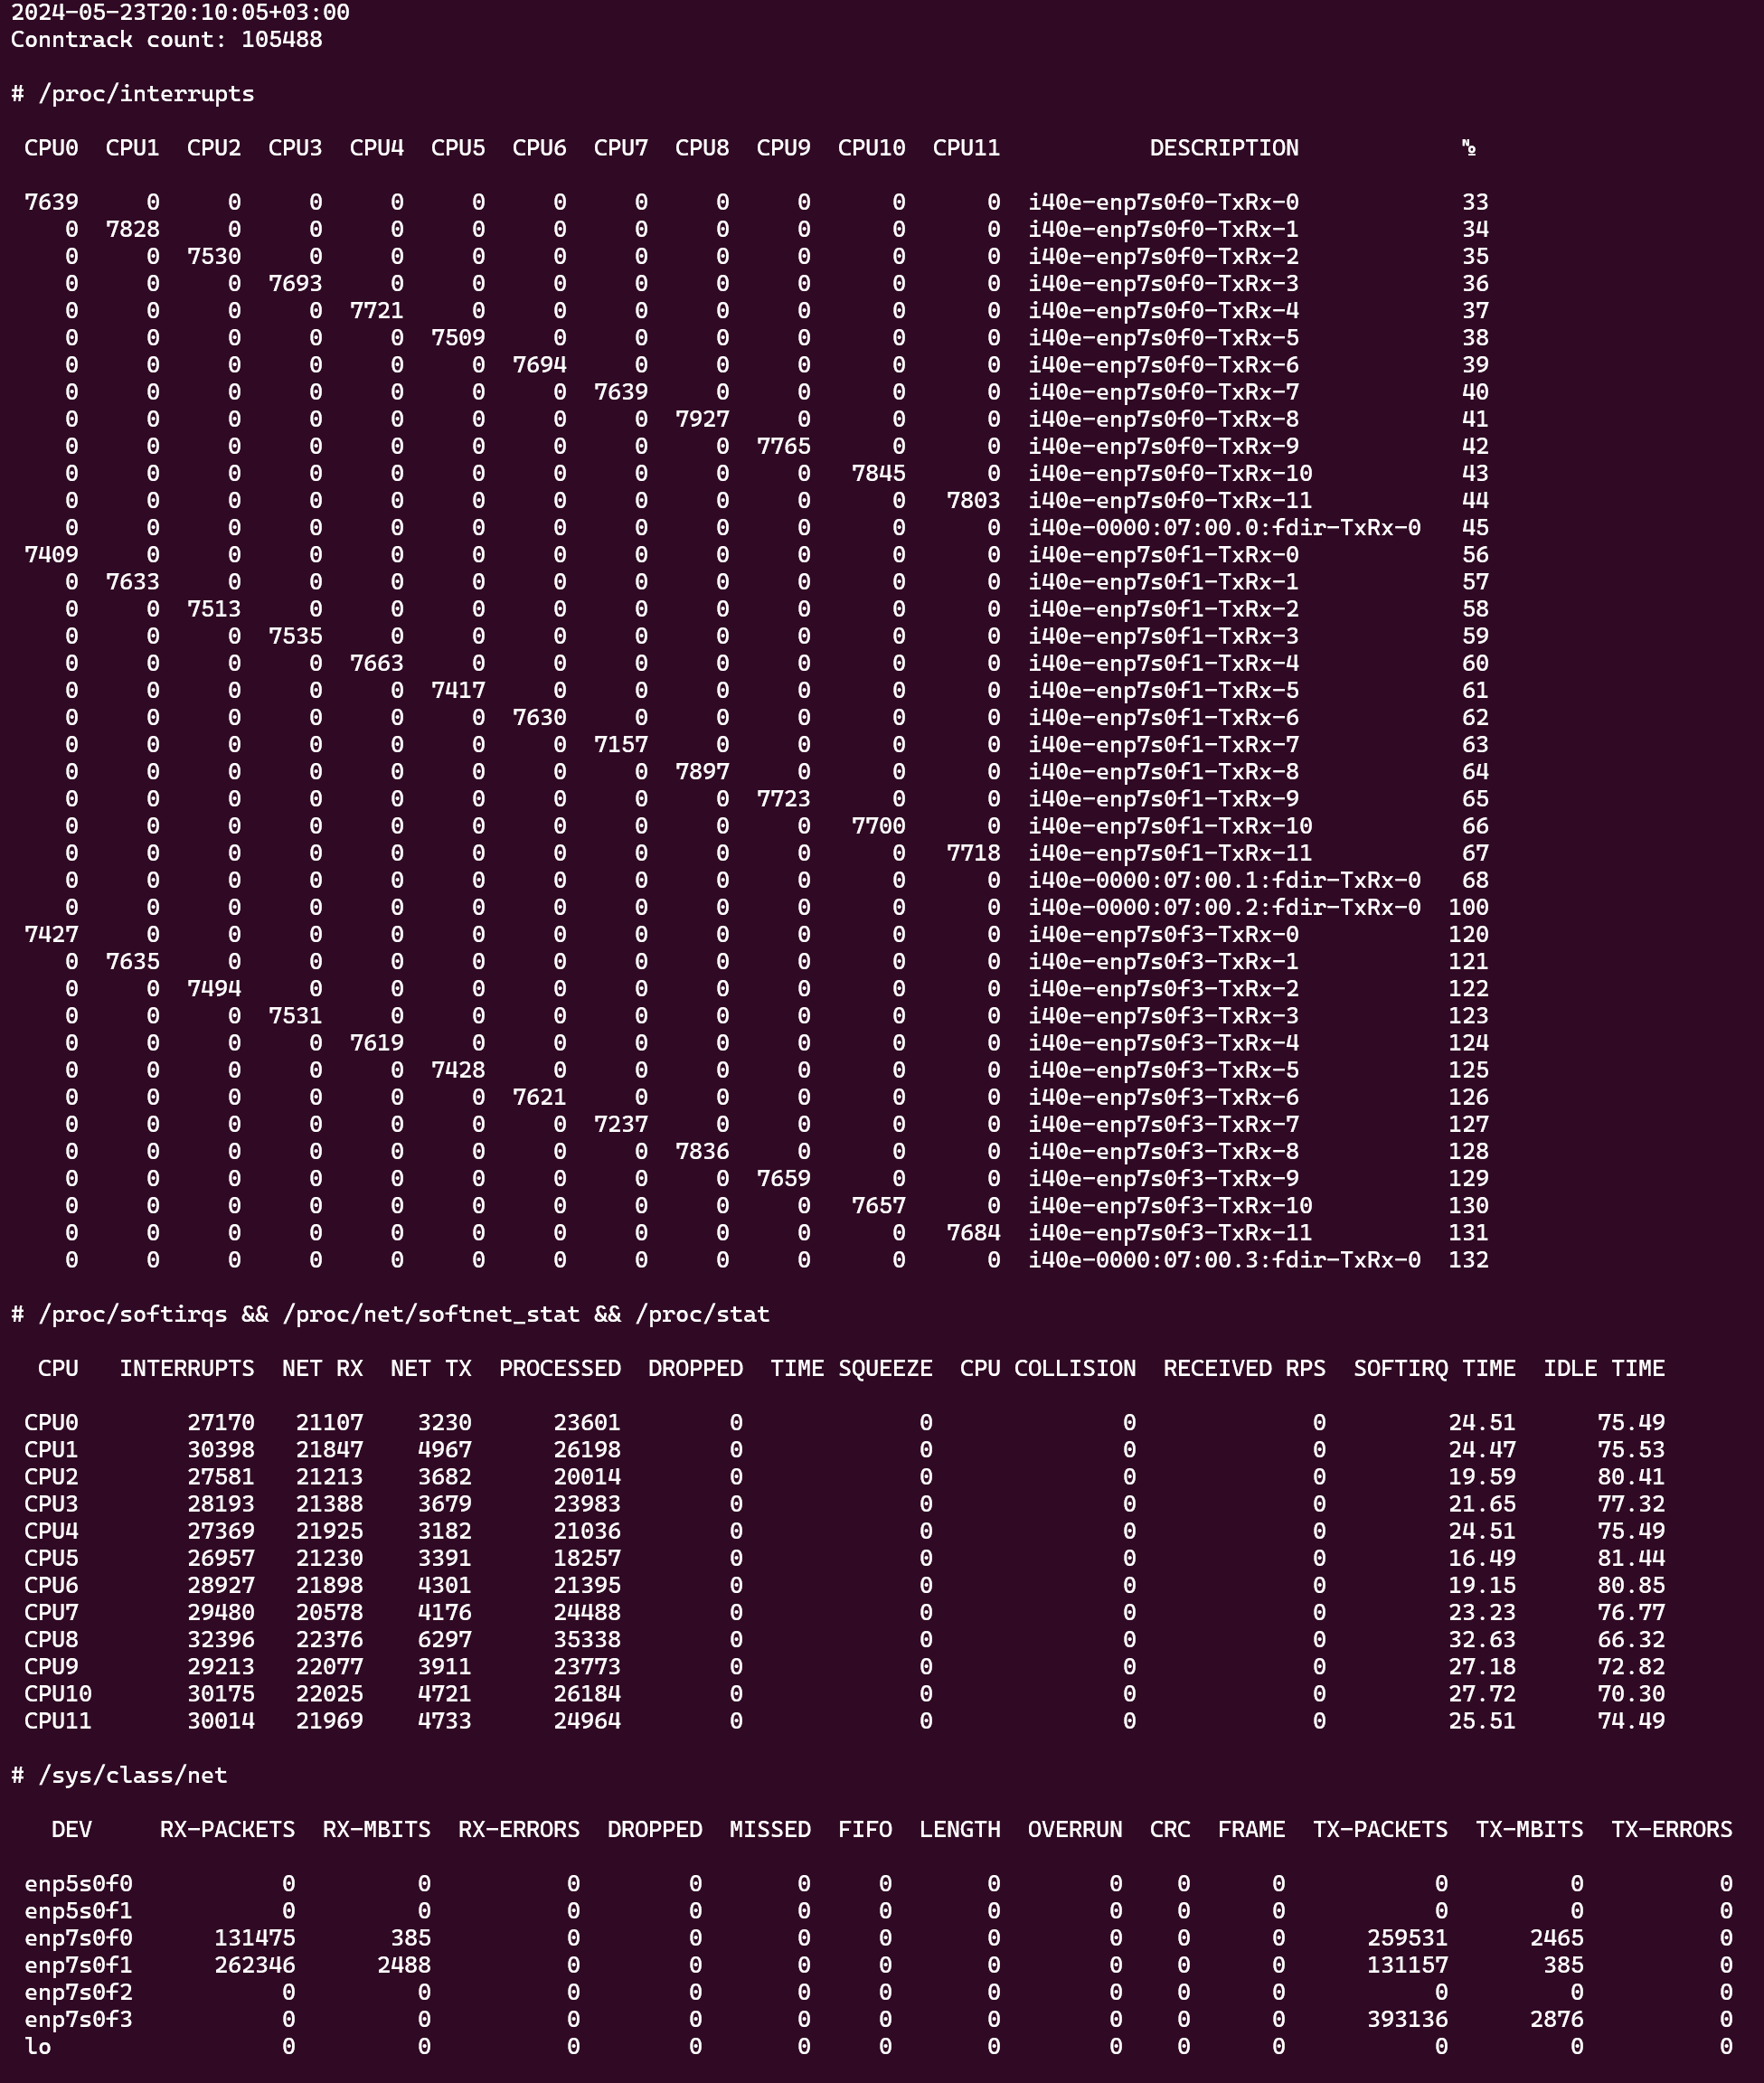 2024-05-23T20:10:05+03:00
Conntrack count: 105488
# /proc/interrupts
CPU0 CPU1 CPU2 CPU3 CPU4 CPU5 CPU6 CPU7 CPU8 CPU9 CPU10 CPU11 DESCRIPTION №
7639 0 0 0 0 0 0 0 0 0 0 0 i40e-enp7s0f0-TxRx-0 33
0 7828 0 0 0 0 0 0 0 0 0 0 i40e-enp7s0f0-TxRx-1 34
0 0 7530 0 0 0 0 0 0 0 0 0 i40e-enp7s0f0-TxRx-2 35
0 0 0 7693 0 0 0 0 0 0 0 0 i40e-enp7s0f0-TxRx-3 36
0 0 0 0 7721 0 0 0 0 0 0 0 i40e-enp7s0f0-TxRx-4 37
0 0 0 0 0 7509 0 0 0 0 0 0 i40e-enp7s0f0-TxRx-5 38
0 0 0 0 0 0 7694 0 0 0 0 0 i40e-enp7s0f0-TxRx-6 39
0 0 0 0 0 0 0 7639 0 0 0 0 i40e-enp7s0f0-TxRx-7 40
0 0 0 0 0 0 0 0 7927 0 0 0 i40e-enp7s0f0-TxRx-8 41
0 0 0 0 0 0 0 0 0 7765 0 0 i40e-enp7s0f0-TxRx-9 42
0 0 0 0 0 0 0 0 0 0 7845 0 i40e-enp7s0f0-TxRx-10 43
0 0 0 0 0 0 0 0 0 0 0 7803 i40e-enp7s0f0-TxRx-11 44
0 0 0 0 0 0 0 0 0 0 0 0 i40e-0000:07:00.0:fdir-TxRx-0 45
7409 0 0 0 0 0 0 0 0 0 0 0 i40e-enp7s0f1-TxRx-0 56
0 7633 0 0 0 0 0 0 0 0 0 0 i40e-enp7s0f1-TxRx-1 57
0 0 7513 0 0 0 0 0 0 0 0 0 i40e-enp7s0f1-TxRx-2 58
0 0 0 7535 0 0 0 0 0 0 0 0 i40e-enp7s0f1-TxRx-3 59
0 0 0 0 7663 0 0 0 0 0 0 0 i40e-enp7s0f1-TxRx-4 60
0 0 0 0 0 7417 0 0 0 0 0 0 i40e-enp7s0f1-TxRx-5 61
0 0 0 0 0 0 7630 0 0 0 0 0 i40e-enp7s0f1-TxRx-6 62
0 0 0 0 0 0 0 7157 0 0 0 0 i40e-enp7s0f1-TxRx-7 63
0 0 0 0 0 0 0 0 7897 0 0 0 i40e-enp7s0f1-TxRx-8 64
0 0 0 0 0 0 0 0 0 7723 0 0 i40e-enp7s0f1-TxRx-9 65
0 0 0 0 0 0 0 0 0 0 7700 0 i40e-enp7s0f1-TxRx-10 66
0 0 0 0 0 0 0 0 0 0 0 7718 i40e-enp7s0f1-TxRx-11 67
0 0 0 0 0 0 0 0 0 0 0 0 i40e-0000:07:00.1:fdir-TxRx-0 68
0 0 0 0 0 0 0 0 0 0 0 0 i40e-0000:07:00.2:fdir-TxRx-0 100
7427 0 0 0 0 0 0 0 0 0 0 0 i40e-enp7s0f3-TxRx-0 120
0 7635 0 0 0 0 0 0 0 0 0 0 i40e-enp7s0f3-TxRx-1 121
0 0 7494 0 0 0 0 0 0 0 0 0 i40e-enp7s0f3-TxRx-2 122
0 0 0 7531 0 0 0 0 0 0 0 0 i40e-enp7s0f3-TxRx-3 123
0 0 0 0 7619 0 0 0 0 0 0 0 i40e-enp7s0f3-TxRx-4 124
0 0 0 0 0 7428 0 0 0 0 0 0 i40e-enp7s0f3-TxRx-5 125
0 0 0 0 0 0 7621 0 0 0 0 0 i40e-enp7s0f3-TxRx-6 126
0 0 0 0 0 0 0 7237 0 0 0 0 i40e-enp7s0f3-TxRx-7 127
0 0 0 0 0 0 0 0 7836 0 0 0 i40e-enp7s0f3-TxRx-8 128
0 0 0 0 0 0 0 0 0 7659 0 0 i40e-enp7s0f3-TxRx-9 129
0 0 0 0 0 0 0 0 0 0 7657 0 i40e-enp7s0f3-TxRx-10 130
0 0 0 0 0 0 0 0 0 0 0 7684 i40e-enp7s0f3-TxRx-11 131
0 0 0 0 0 0 0 0 0 0 0 0 i40e-0000:07:00.3:fdir-TxRx-0 132
# /proc/softirqs && /proc/net/softnet_stat && /proc/stat
CPU INTERRUPTS NET RX NET TX PROCESSED DROPPED TIME SQUEEZE CPU COLLISION RECEIVED RPS SOFTIRQ TIME IDLE TIME
CPU0 27170 21107 3230 23601 0 0 0 0 24.51 75.49
CPU1 30398 21847 4967 26198 0 0 0 0 24.47 75.53
CPU2 27581 21213 3682 20014 0 0 0 0 19.59 80.41
CPU3 28193 21388 3679 23983 0 0 0 0 21.65 77.32
CPU4 27369 21925 3182 21036 0 0 0 0 24.51 75.49
CPU5 26957 21230 3391 18257 0 0 0 0 16.49 81.44
CPU6 28927 21898 4301 21395 0 0 0 0 19.15 80.85
CPU7 29480 20578 4176 24488 0 0 0 0 23.23 76.77
CPU8 32396 22376 6297 35338 0 0 0 0 32.63 66.32
CPU9 29213 22077 3911 23773 0 0 0 0 27.18 72.82
CPU10 30175 22025 4721 26184 0 0 0 0 27.72 70.30
CPU11 30014 21969 4733 24964 0 0 0 0 25.51 74.49
# /sys/class/net
DEV RX-PACKETS RX-MBITS RX-ERRORS DROPPED MISSED FIFO LENGTH OVERRUN CRC FRAME TX-PACKETS TX-MBITS TX-ERRORS
enp5s0f0 0 0 0 0 0 0 0 0 0 0 0 0 0
enp5s0f1 0 0 0 0 0 0 0 0 0 0 0 0 0
enp7s0f0 131475 385 0 0 0 0 0 0 0 0 259531 2465 0
enp7s0f1 262346 2488 0 0 0 0 0 0 0 0 131157 385 0
enp7s0f2 0 0 0 0 0 0 0 0 0 0 0 0 0
enp7s0f3 0 0 0 0 0 0 0 0 0 0 393136 2876 0
lo 0 0 0 0 0 0 0 0 0 0 0 0 0